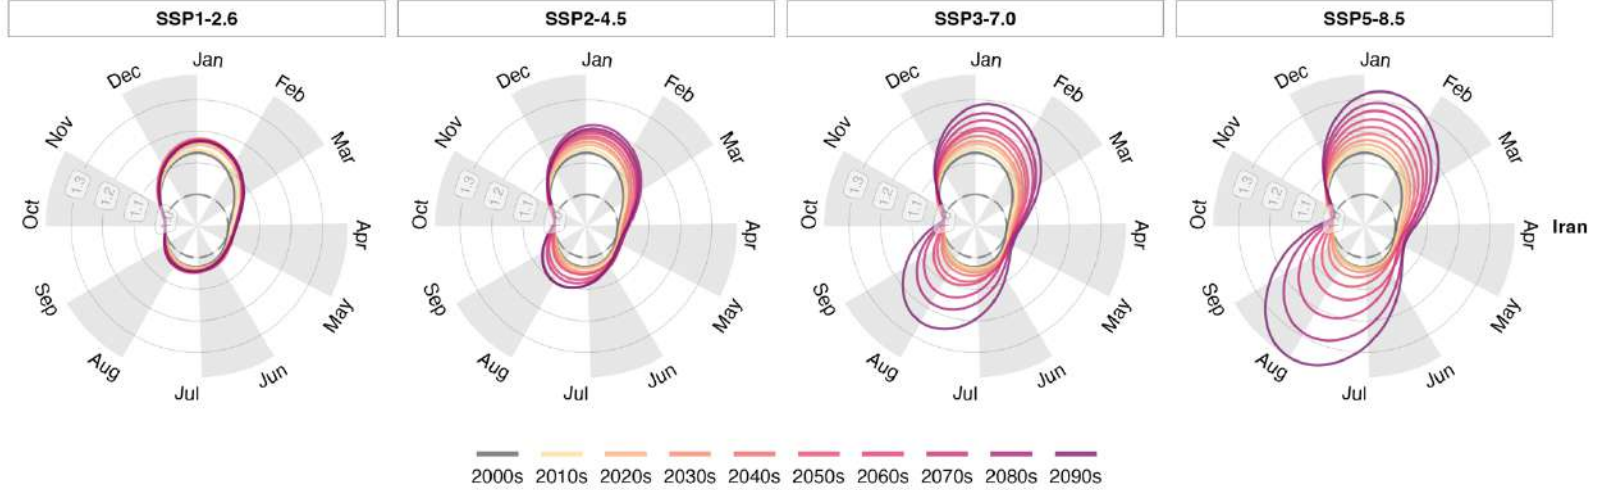 SSP1-2.6
SSP2-4.5
SSP3-7.0
SSP5-8.5
Jan
Feb
Mar
Apr
May
Jun
Jul
Aug
Sep
Oct
Nov
Dec
1.3
1.2
1.1
1.0
Jan
Feb
Mar
Apr
May
Jun
Jul
Aug
Sep
Oct
Nov
Dec
1.3
1.2
1.1
Jan
Feb
Mar
Apr
May
Jun
Jul
Aug
Sep
Oct
Nov
Dec
1.3
1.2
1.1
Jan
Feb
Mar
Apr
May
Jun
Jul
Aug
Sep
Oct
Nov
Dec
1.3
1.2
1.1
Iran
2000s 2010s 2020s 2030s 2040s 2050s 2060s 2070s 2080s 2090s